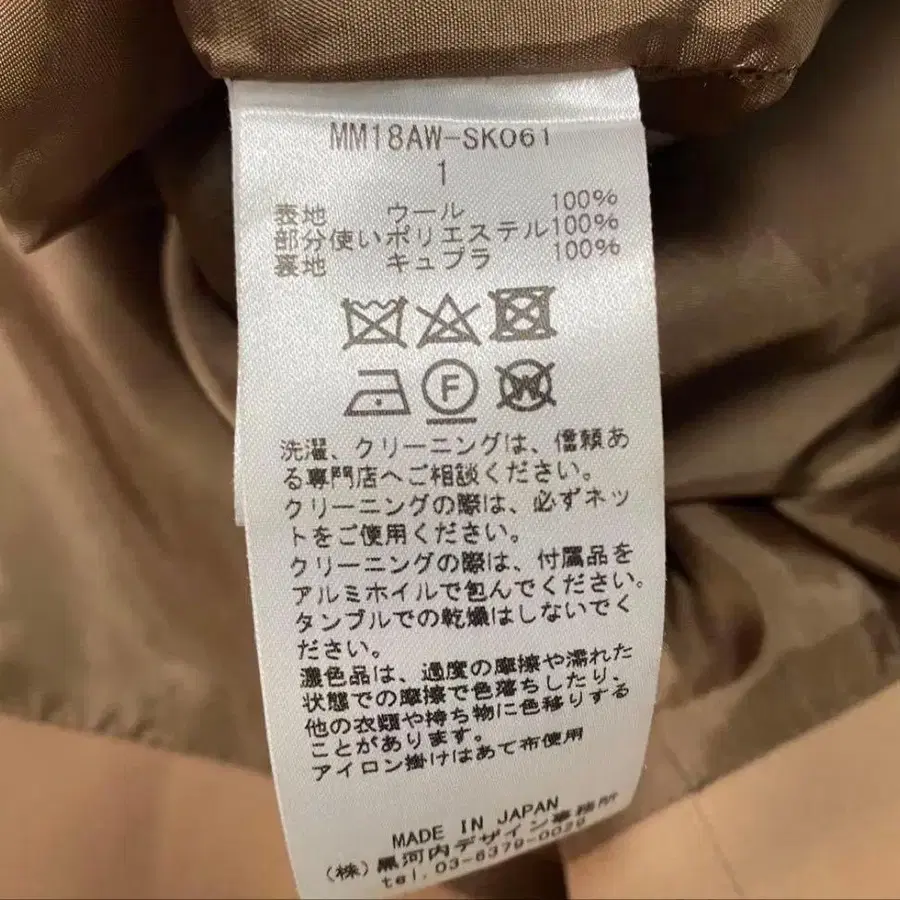 MM18AW-SK061
1
表地 ウール 100%
部分使いポリエステル100%
裏地 キュプラ 100%
F
W
洗濯、クリーニングは、信頼あ
る専門店へご相談ください。
クリーニングの際は、必ずネッ
トをご使用ください。
クリーニングの際は、付属品を
アルミホイルで包んでください。
タンブルでの乾燥はしないでく
ださい。
濃色品は、過度の摩擦や濡れた
状態での摩擦で色落ちしたり、
他の衣類や持ち物に色移りする
ことがあります。
アイロン掛けはあて布使用
MADE IN JAPAN
(株)黒河内デザイン事務所
tel.03-6379-0029